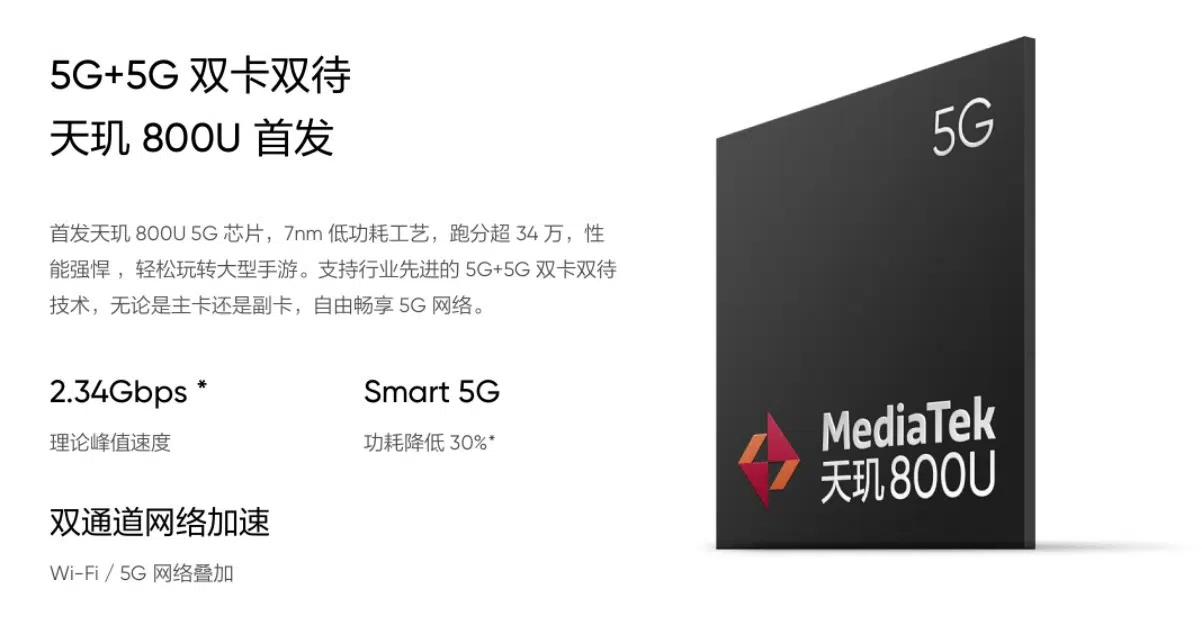 5G+5G 双卡双待
天玑 800U 首发
首发天玑 800U 5G 芯片，7nm 低功耗工艺，跑分超 34 万，性
能强悍 ，轻松玩转大型手游。支持行业先进的 5G+5G 双卡双待
技术，无论是主卡还是副卡，自由畅享 5G 网络。
2.34Gbps *
理论峰值速度
Smart 5G
功耗降低 30%*
双通道网络加速
Wi-Fi / 5G 网络叠加
5G
MediaTek
天玑 800U